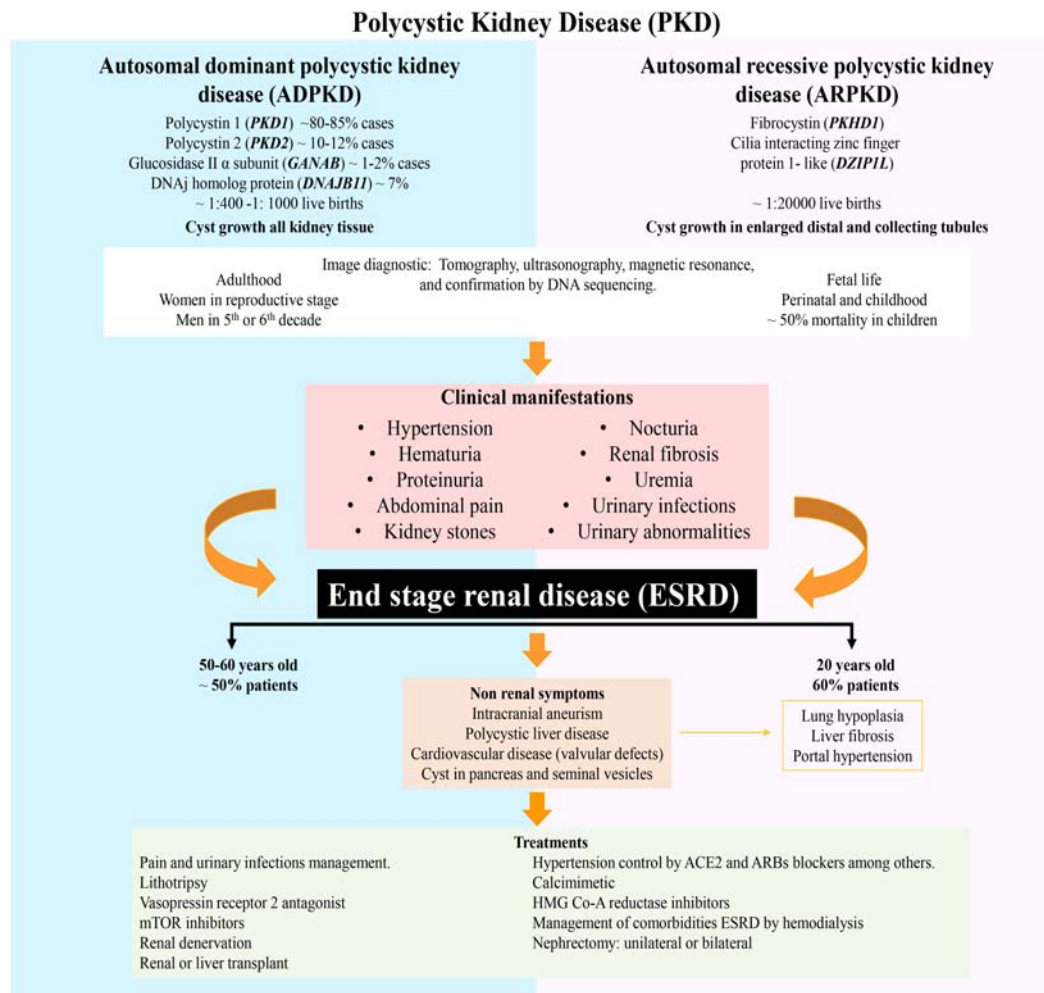 Polycystic Kidney Disease (PKD)
Autosomal dominant polycystic kidney
disease (ADPKD)
Polycystin 1 (PKD1) ~80-85% cases
Polycystin 2 (PKD2) ~ 10-12% cases
Glucosidase II α subunit (GANAB) ~ 1-2% cases
DNAj homolog protein (DNAJB11) ~ 7%
~ 1:400 -1: 1000 live births
Cyst growth all kidney tissue
Autosomal recessive polycystic kidney
disease (ARPKD)
Fibrocystin (PKHD1)
Cilia interacting zinc finger
protein 1- like (DZIP1L)
~ 1:20000 live births
Cyst growth in enlarged distal and collecting tubules
Image diagnostic: Tomography, ultrasonography, magnetic resonance,
and confirmation by DNA sequencing.
Adulthood
Women in reproductive stage
Men in 5th or 6th decade
Fetal life
Perinatal and childhood
~ 50% mortality in children
Clinical manifestations
• Hypertension
• Hematuria
• Proteinuria
• Abdominal pain
• Kidney stones
• Nocturia
• Renal fibrosis
• Uremia
• Urinary infections
• Urinary abnormalities
End stage renal disease (ESRD)
50-60 years old
~ 50% patients
20 years old
60% patients
Non renal symptoms
Intracranial aneurism
Polycystic liver disease
Cardiovascular disease (valvular defects)
Cyst in pancreas and seminal vesicles
Lung hypoplasia
Liver fibrosis
Portal hypertension
Treatments
Pain and urinary infections management.
Lithotripsy
Vasopressin receptor 2 antagonist
mTOR inhibitors
Renal denervation
Renal or liver transplant
Hypertension control by ACE2 and ARBs blockers among others.
Calcimimetic
HMG Co-A reductase inhibitors
Management of comorbidities ESRD by hemodialysis
Nephrectomy: unilateral or bilateral